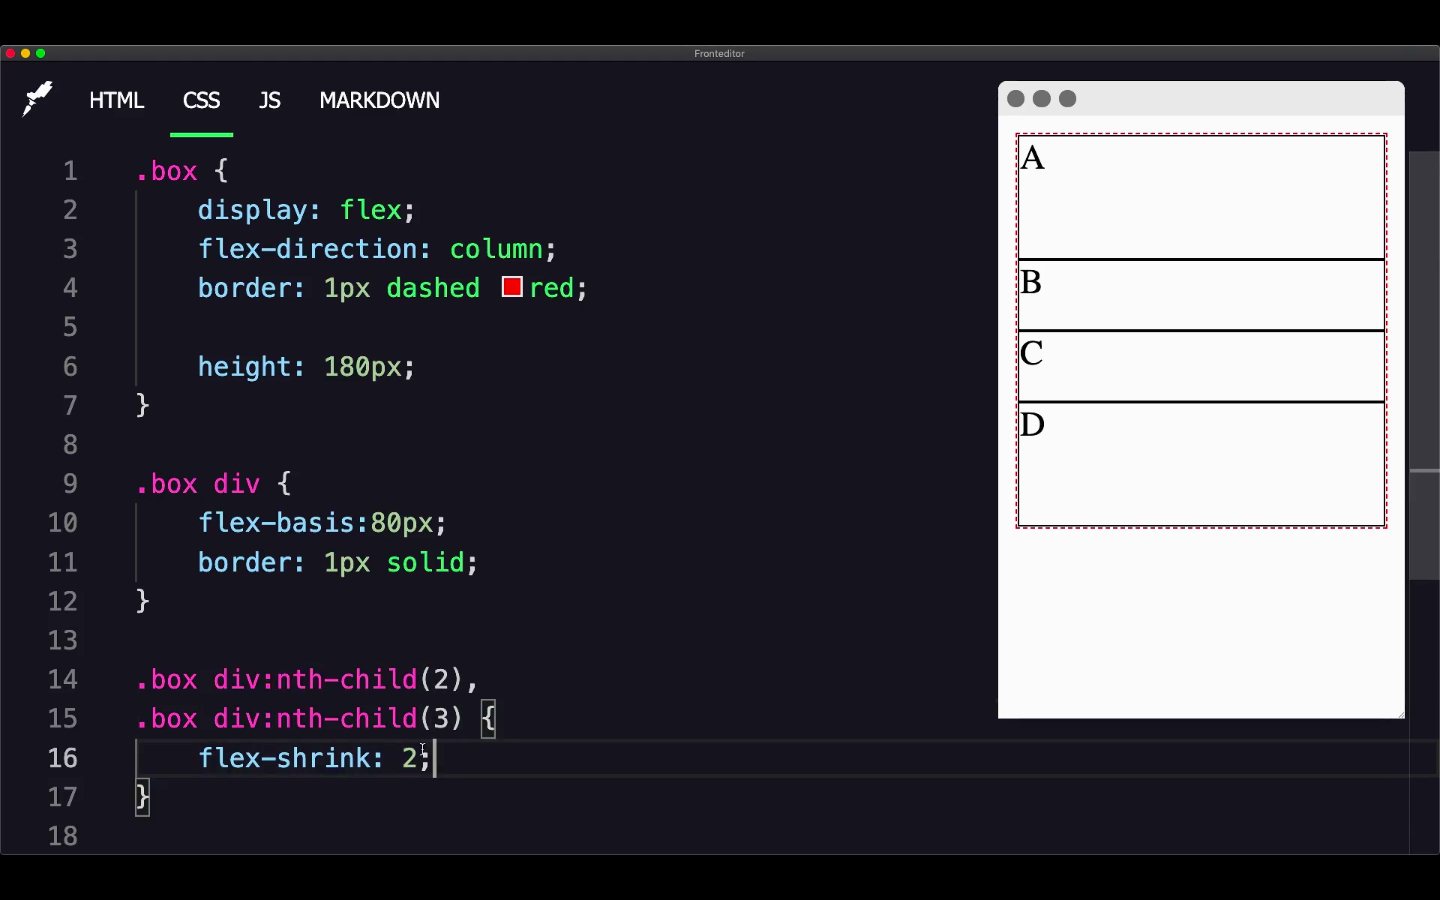 Fronteditor
HTML CSS JS MARKDOWN
1 .box {
2 display: flex;
3 flex-direction: column;
4 border: 1px dashed red;
5
6 height: 180px;
7 }
8
9 .box div {
10 flex-basis:80px;
11 border: 1px solid;
12 }
13
14 .box div:nth-child(2),
15 .box div:nth-child(3) {
16 flex-shrink: 2;
17 }
18
A
B
C
D